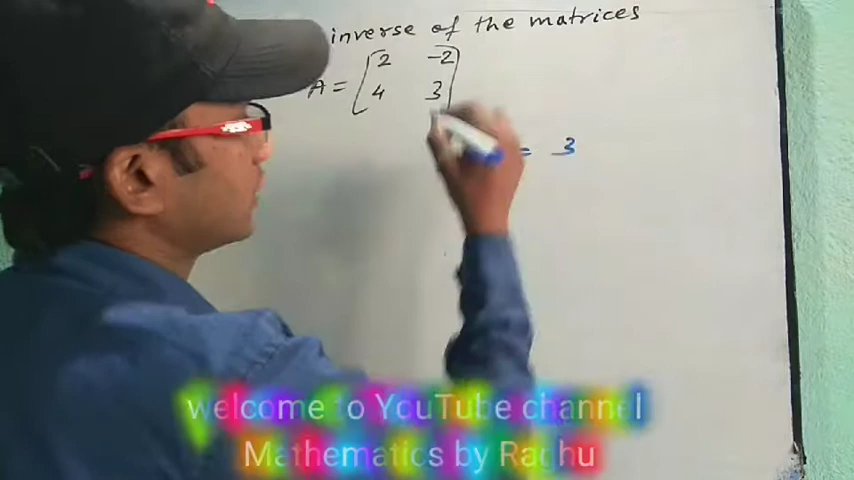 inverse of the matrices
A = [ 2 -2
4 3 ]
= 3
welcome to YouTube channel
Mathematics by Raghu